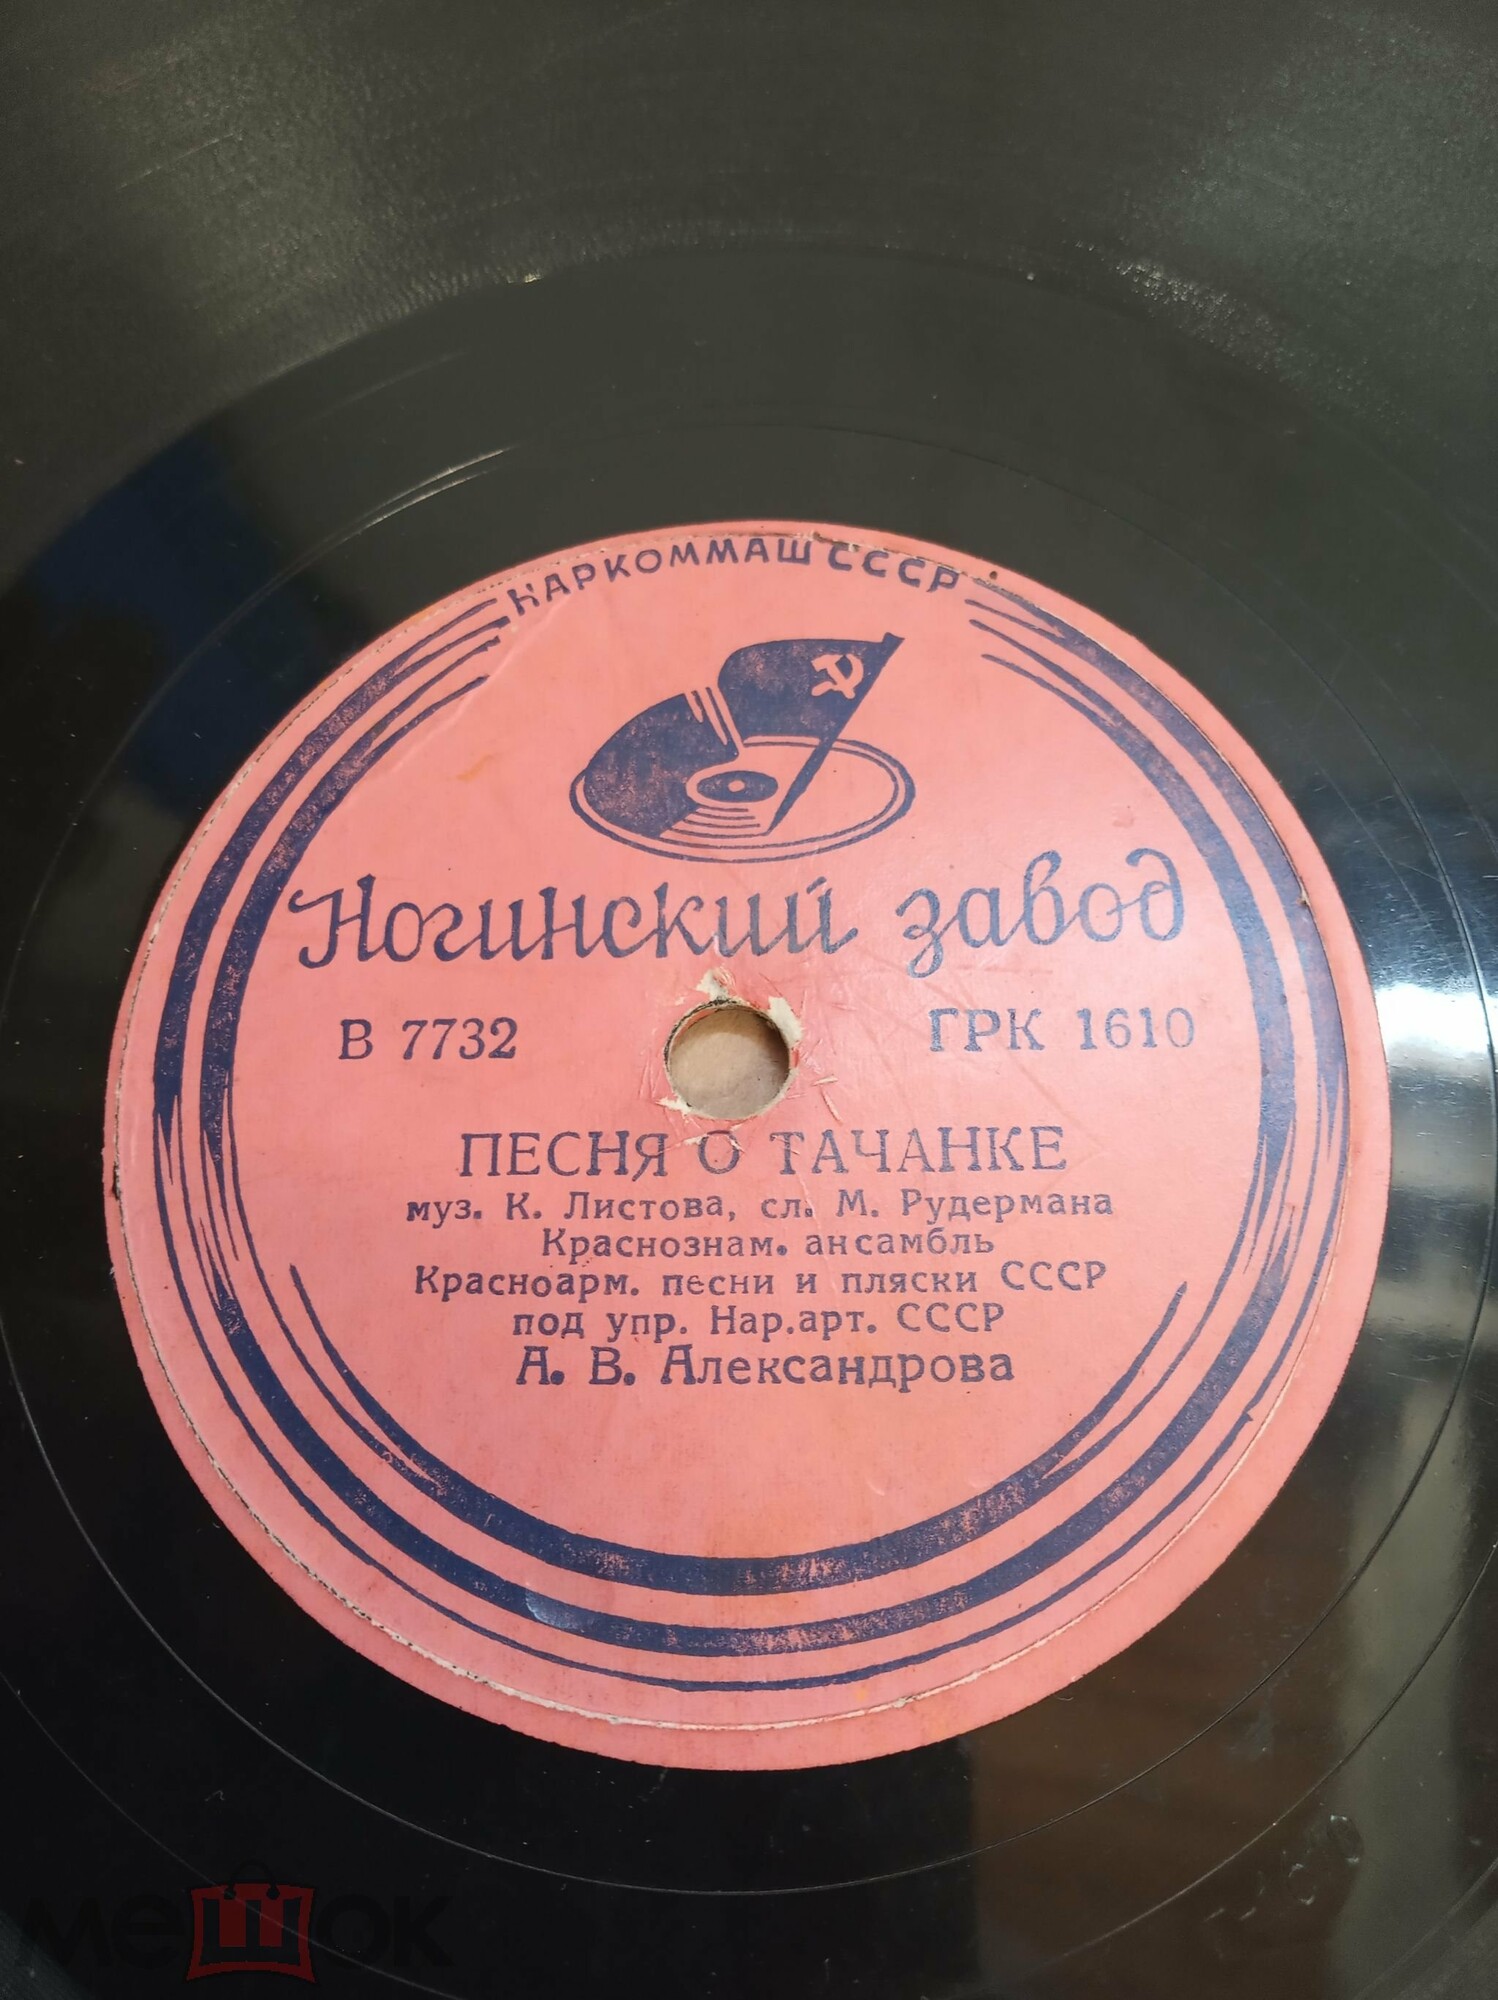 НАРКОММАШ СССР
Ногинский завод
В 7732 ГРК 1610
ПЕСНЯ О ТАЧАНКЕ
муз. К. Листова, сл. М. Рудермана
Краснознам. ансамбль
Красноарм. песни и пляски СССР
под упр. Нар.арт. СССР
А. В. Александрова
мешок